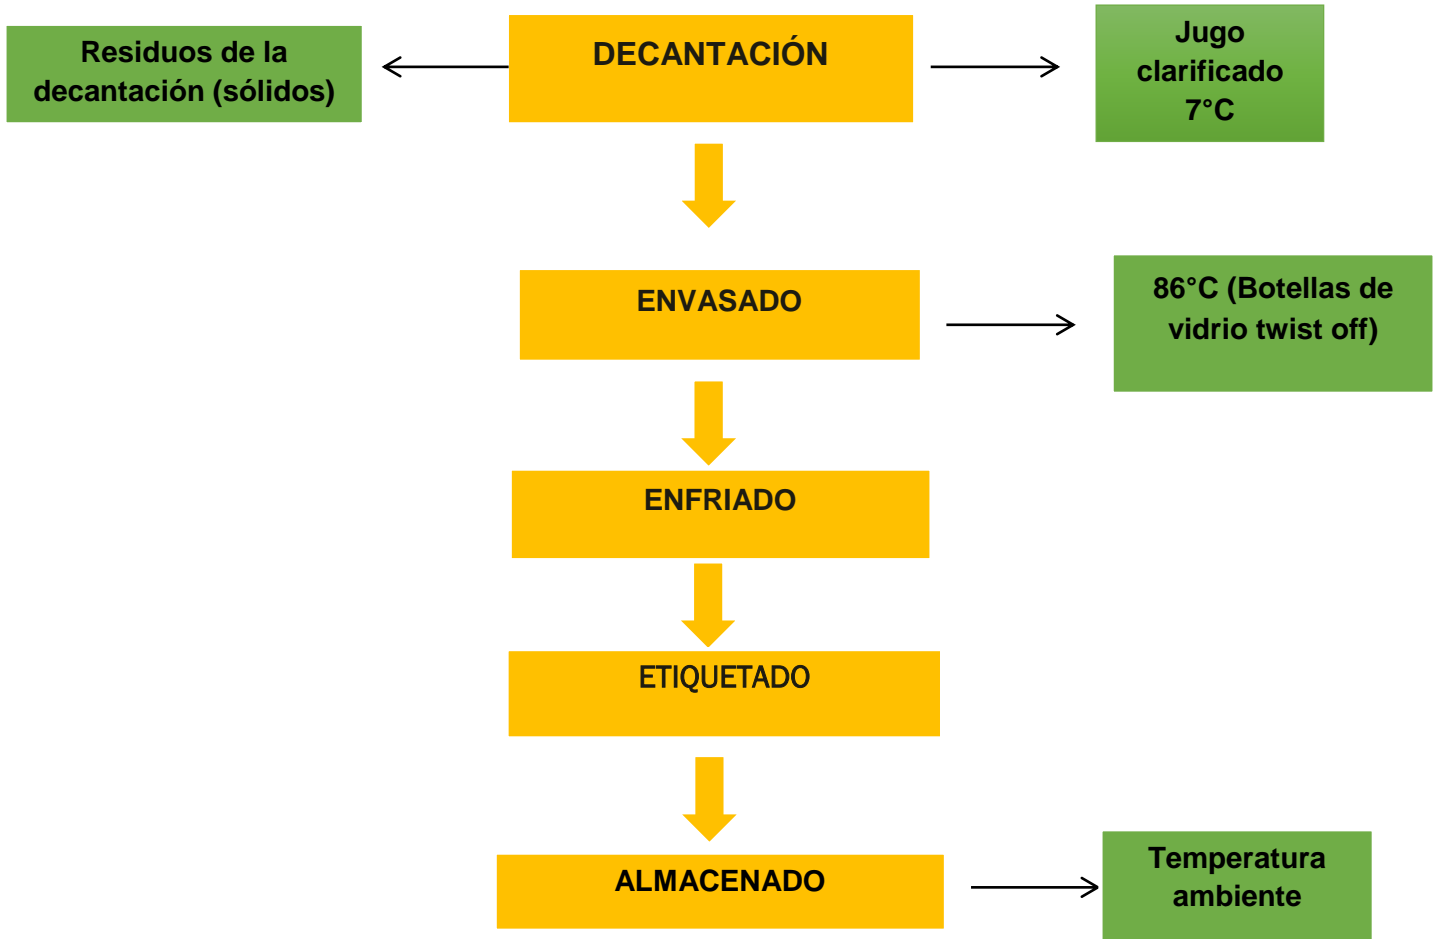 Residuos de la
decantación (sólidos)
DECANTACIÓN
Jugo
clarificado
7°C
ENVASADO
86°C (Botellas de
vidrio twist off)
ENFRIADO
ETIQUETADO
ALMACENADO
Temperatura
ambiente